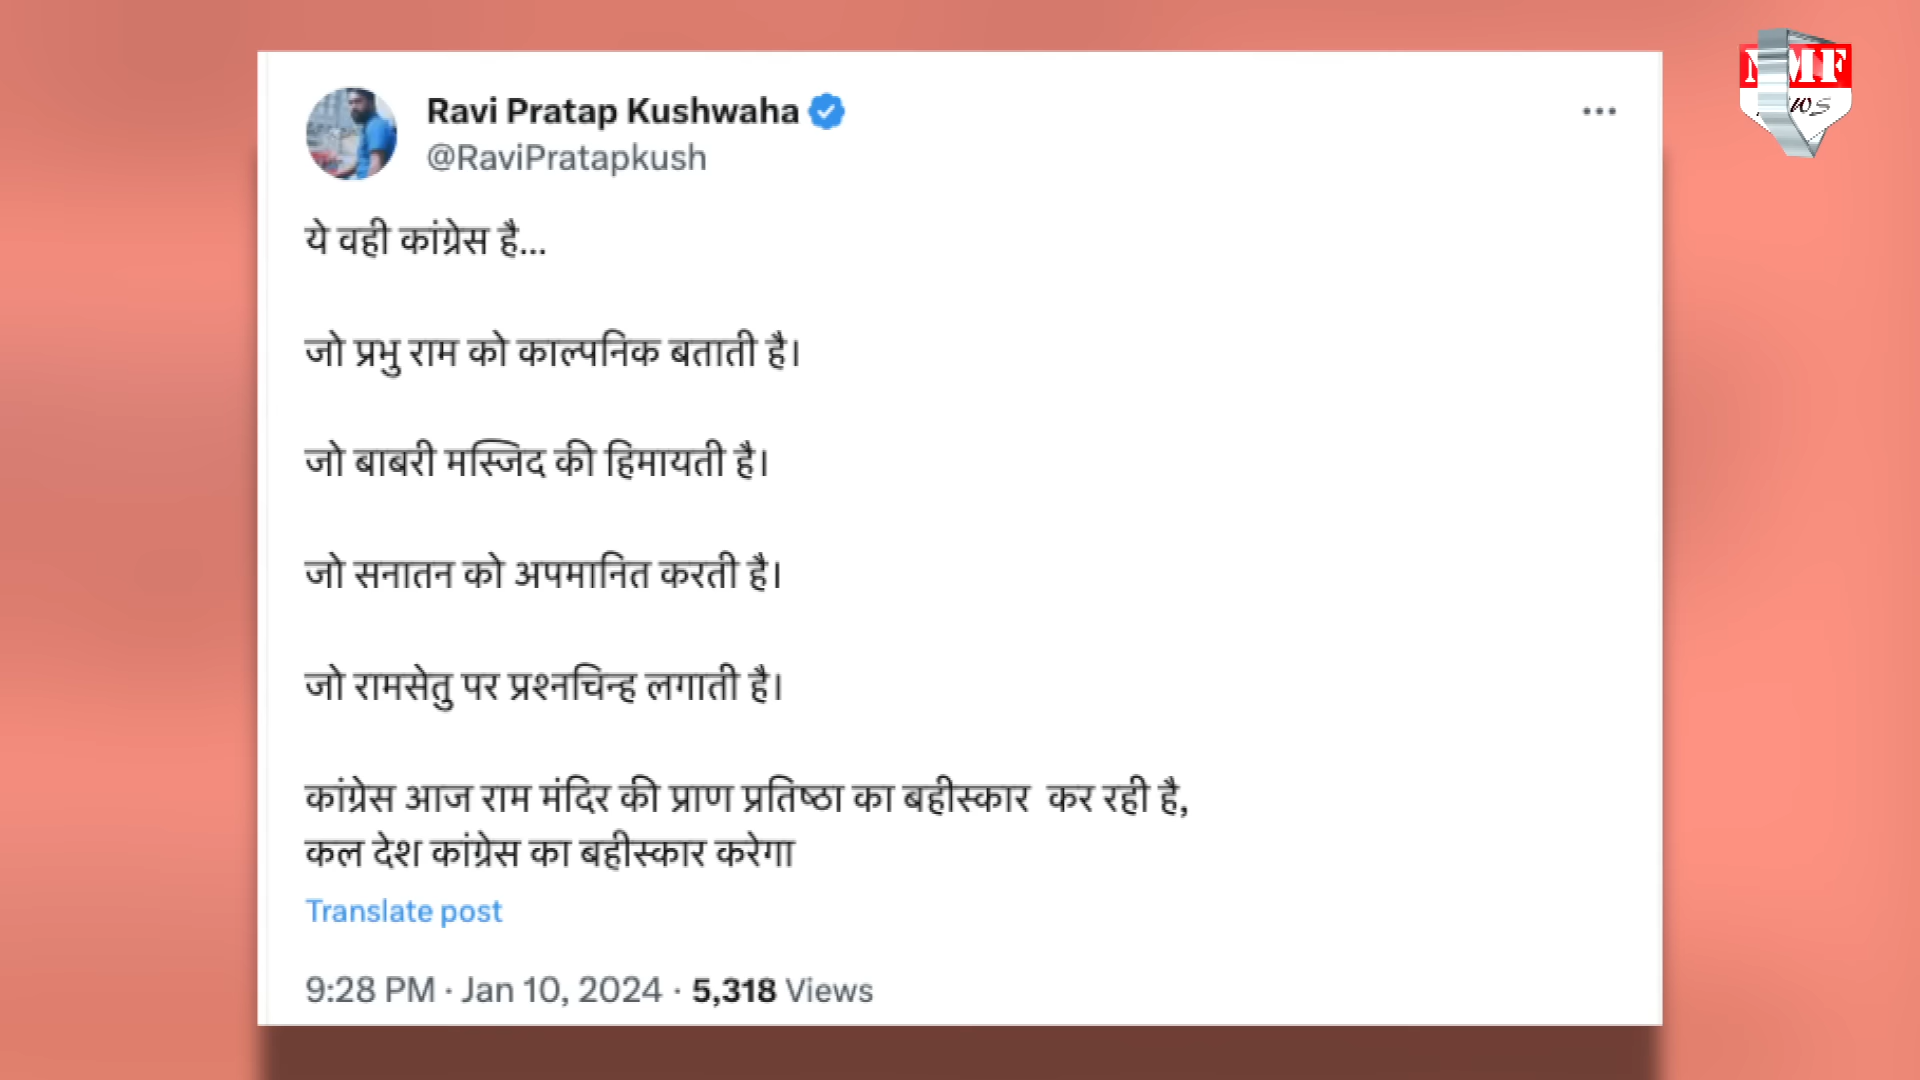 Ravi Pratap Kushwaha
@RaviPratapkush
ये वही कांग्रेस है...
जो प्रभु राम को काल्पनिक बताती है।
जो बाबरी मस्जिद की हिमायती है।
जो सनातन को अपमानित करती है।
जो रामसेतु पर प्रश्नचिन्ह लगाती है।
कांग्रेस आज राम मंदिर की प्राण प्रतिष्ठा का बहीस्कार कर रही है,
कल देश कांग्रेस का बहीस्कार करेगा
Translate post
9:28 PM · Jan 10, 2024 · 5,318 Views